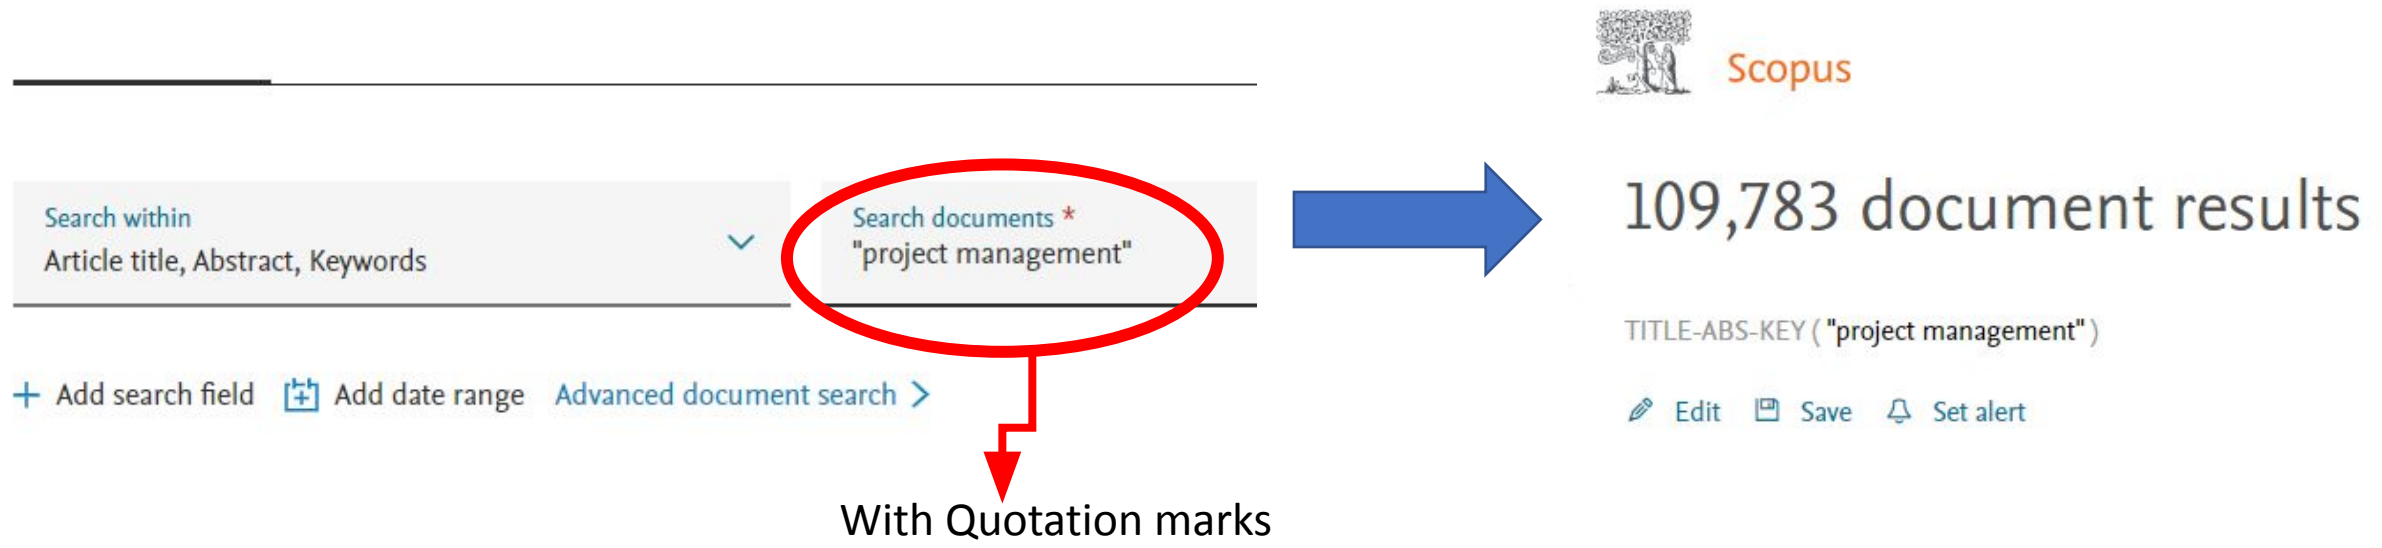 Search within
Article title, Abstract, Keywords
Search documents *
"project management"
+ Add search field Add date range Advanced document search >
With Quotation marks
Scopus
109,783 document results
TITLE-ABS-KEY ( "project management" )
Edit Save Set alert